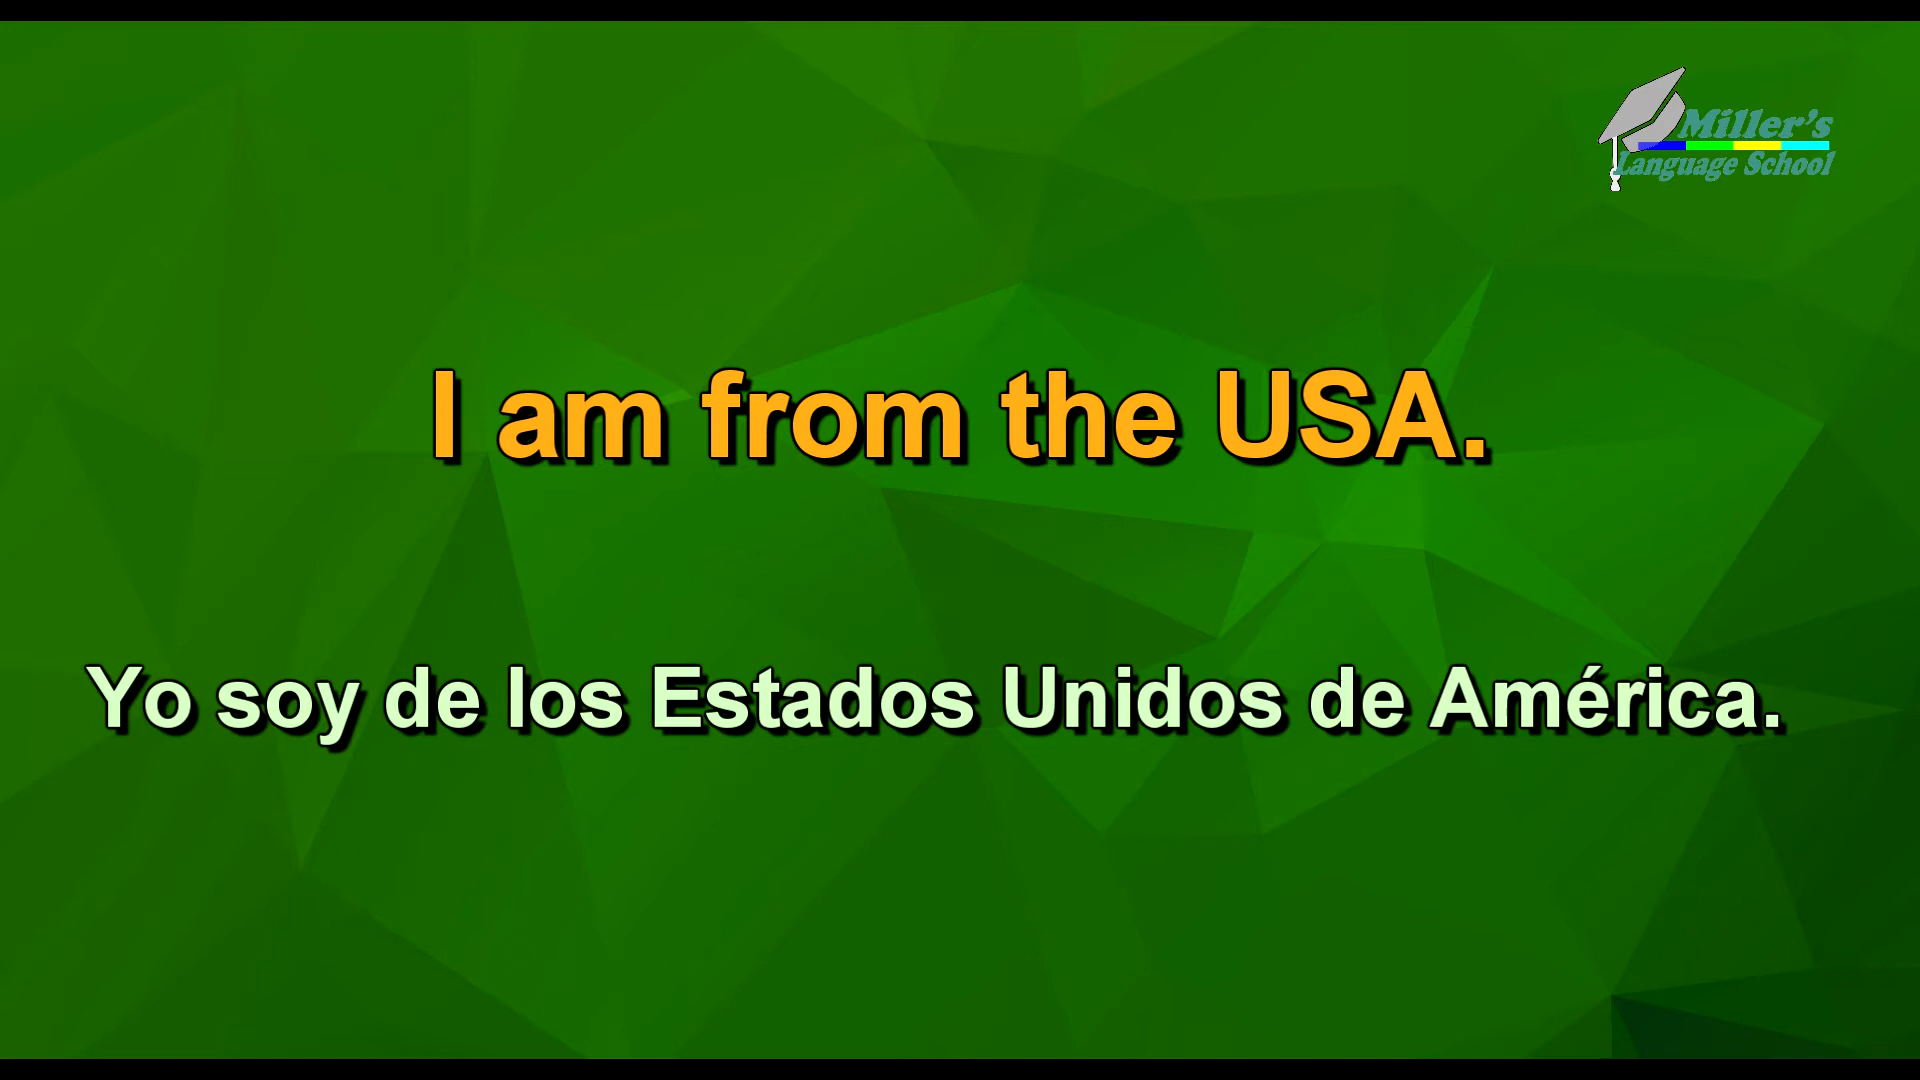 Miller's
Language School
I am from the USA.
Yo soy de los Estados Unidos de América.